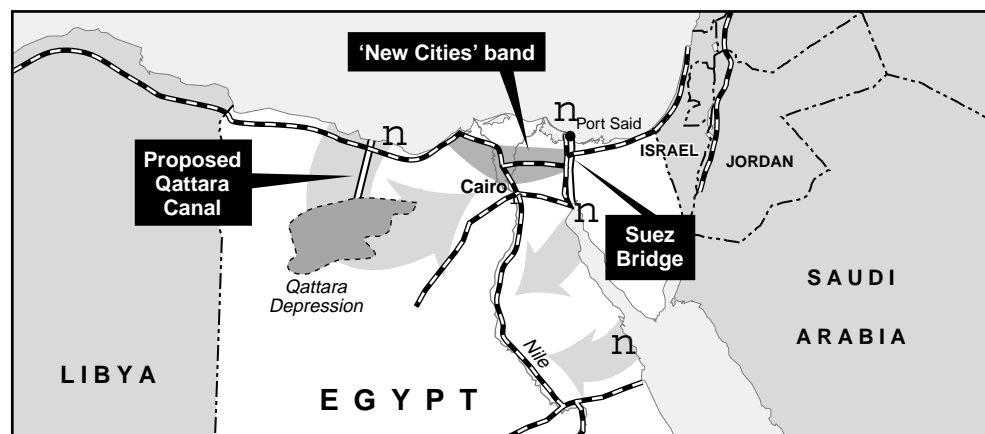 ‘New Cities’ band
n
n
Port Said
ISRAEL
JORDAN
Proposed
Qattara
Canal
Cairo
n
Suez
Bridge
Qattara
Depression
SAUDI
ARABIA
Nile
n
LIBYA
EGYPT